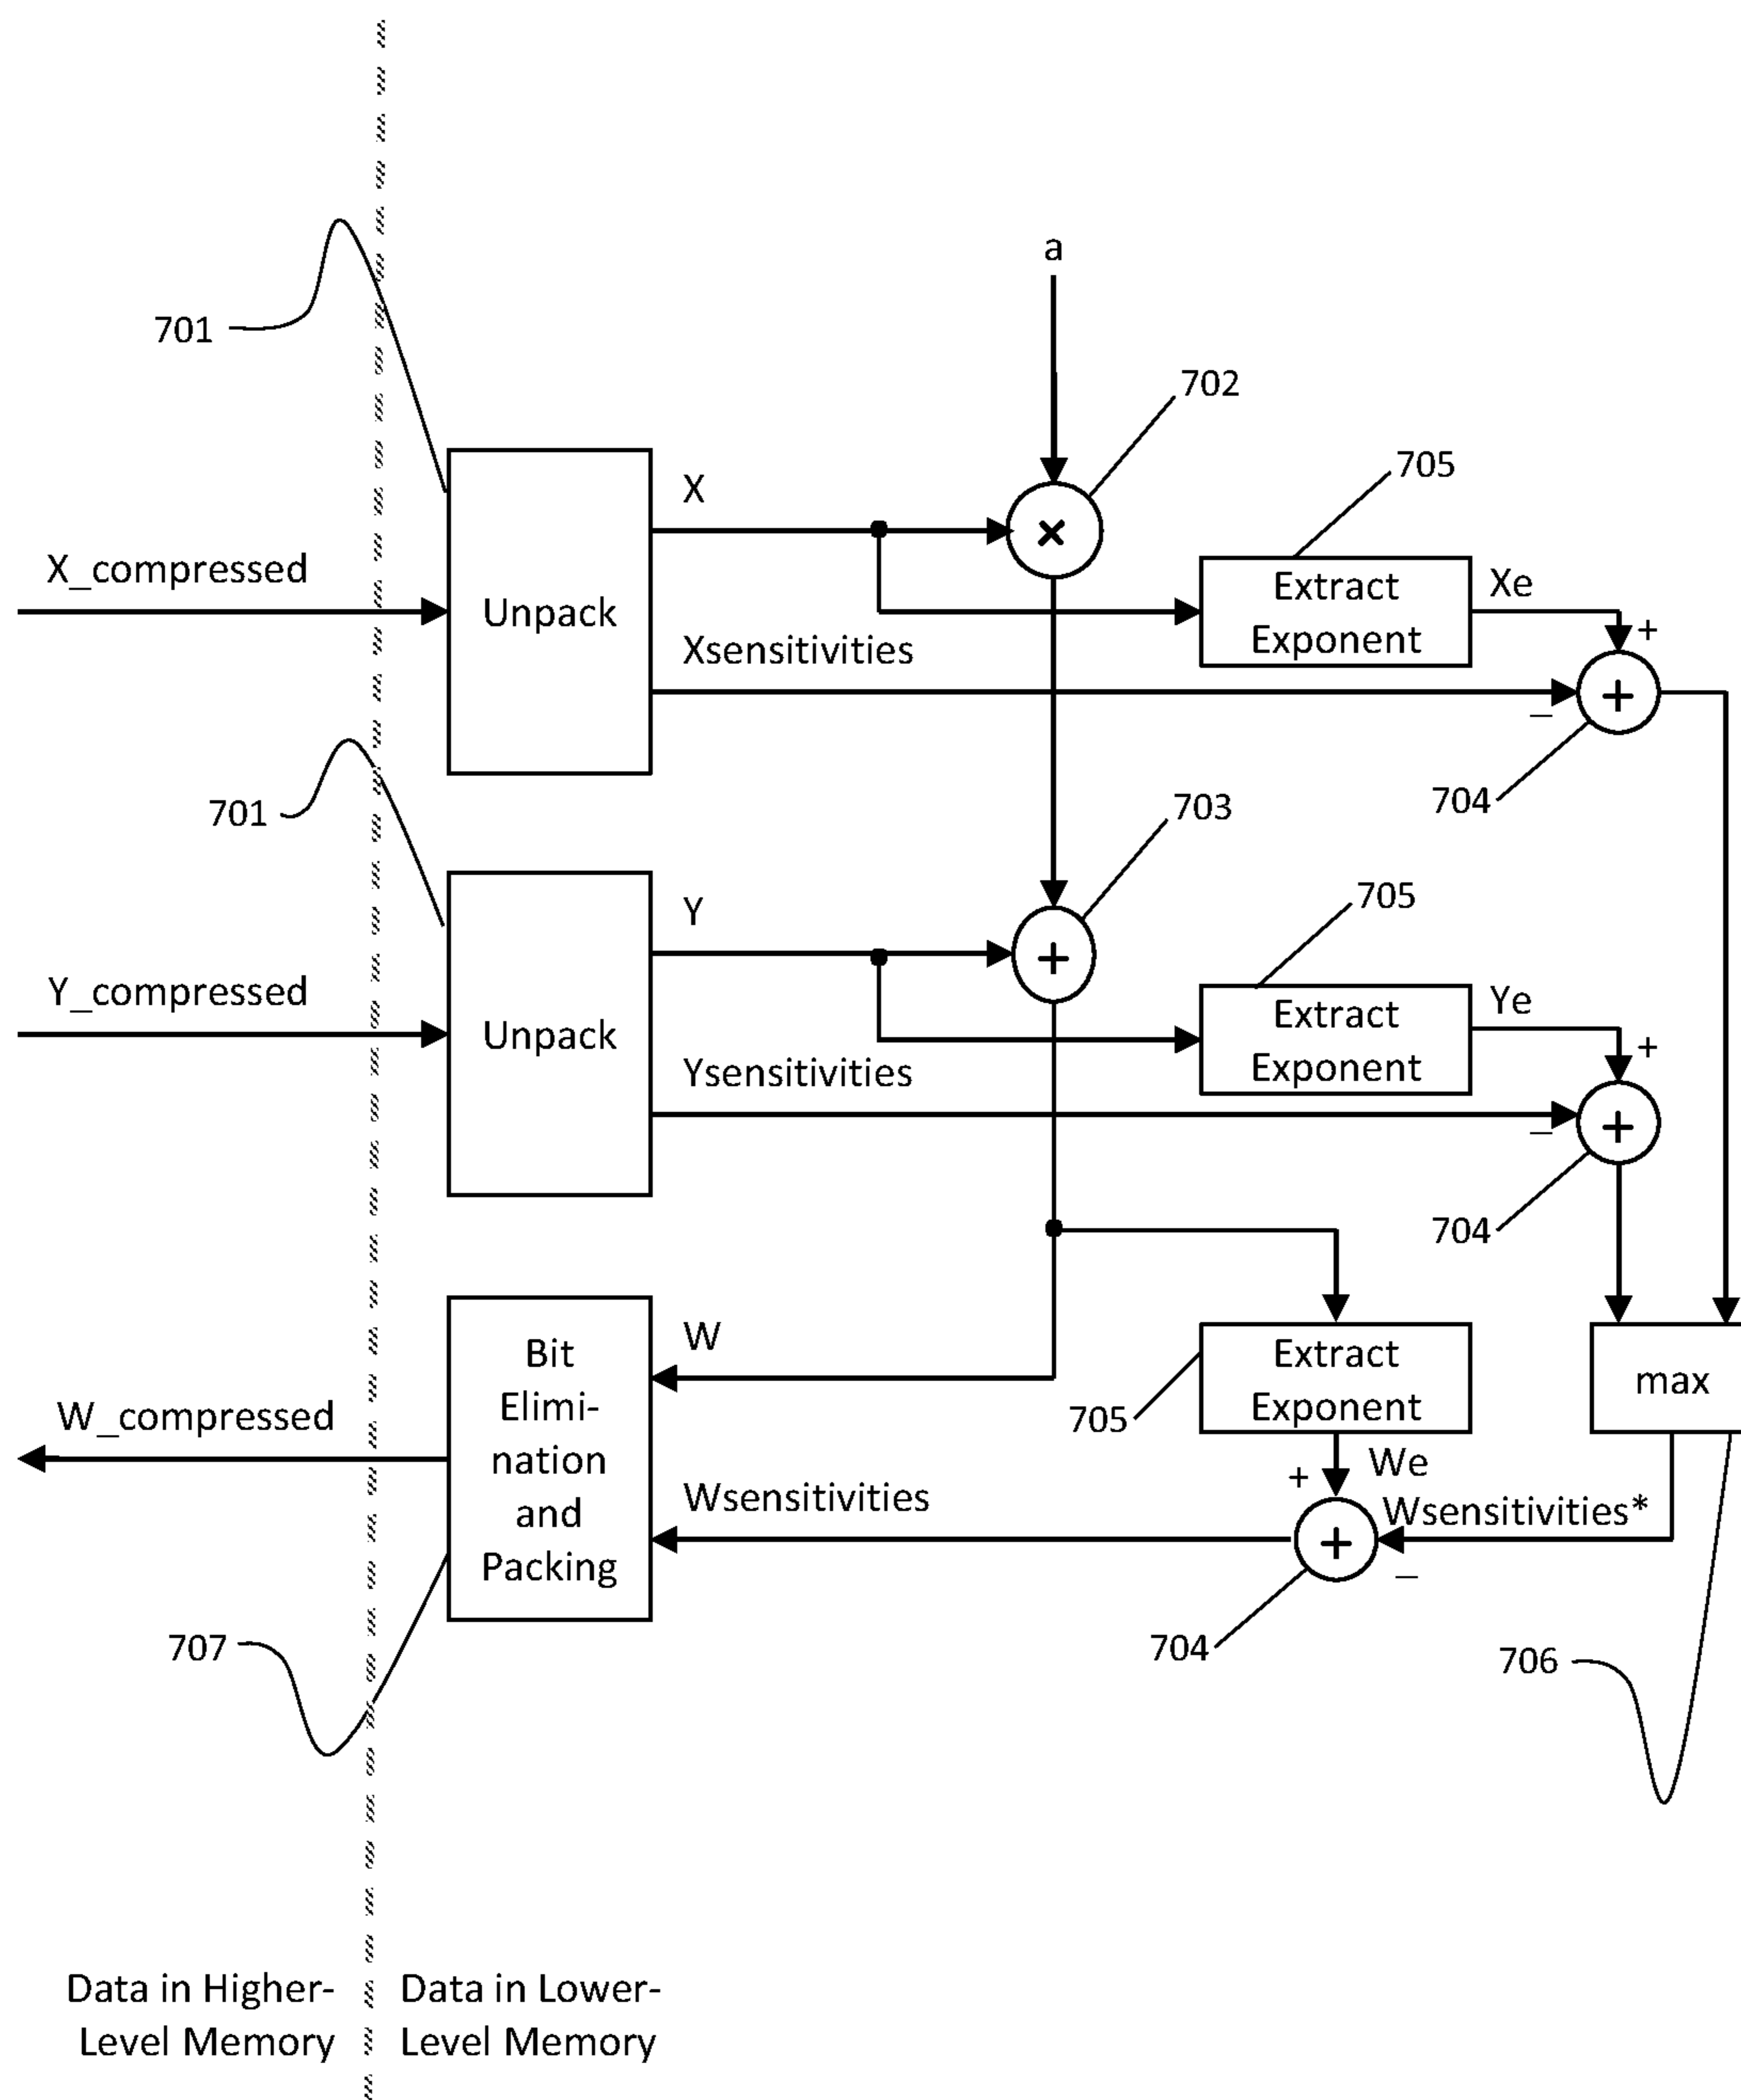 a
701
702
705
X
×
X_compressed
Unpack
Extract
Exponent
Xe
+
Xsensitivities
_
+
701
704
703
705
Y
+
Y_compressed
Unpack
Extract
Exponent
Ye
+
Ysensitivities
_
+
704
W
Bit
Elimi-
nation
and
Packing
Extract
Exponent
max
W_compressed
705
We
+
Wsensitivities
Wsensitivities*
+
_
707
704
706
Data in Higher-
Level Memory
Data in Lower-
Level Memory